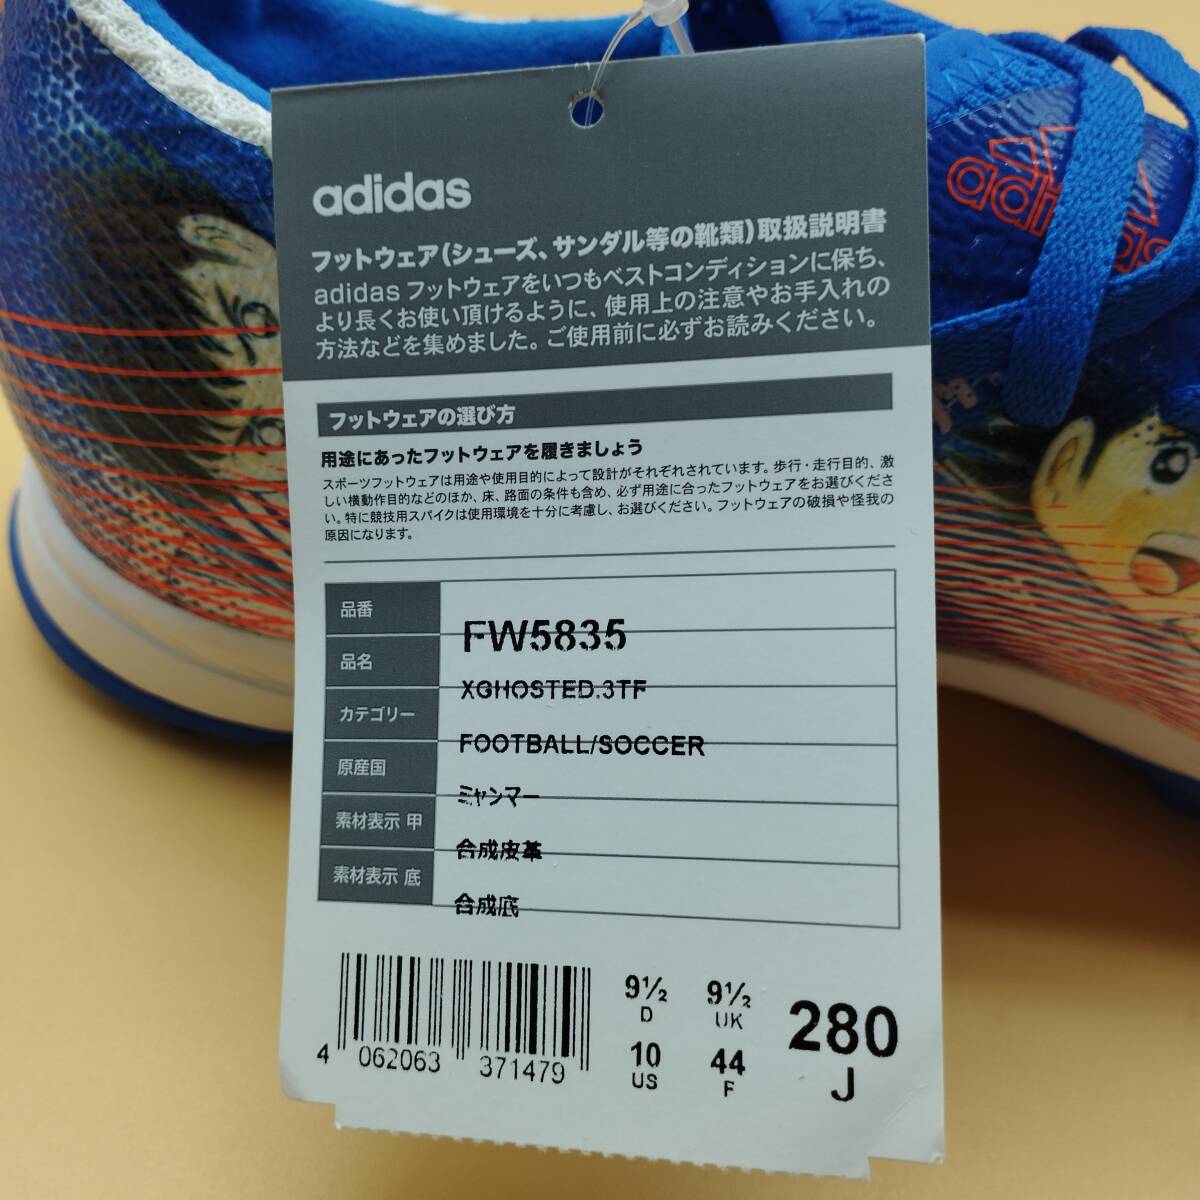 adidas
フットウェア(シューズ、サンダル等の靴類)取扱説明書
adidas フットウェアをいつもベストコンディションに保ち、
より長くお使い頂けるように、使用上の注意やお手入れの
方法などを集めました。ご使用前に必ずお読みください。
フットウェアの選び方
用途にあったフットウェアを履きましょう
スポーツフットウェアは用途や使用目的によって設計がそれぞれされています。歩行・走行目的、激
しい横動作目的などのほか、床、路面の条件も含め、必ず用途に合ったフットウェアをお選びくださ
い。特に競技用スパイクは使用環境を十分に考慮し、お選びください。フットウェアの破損や怪我の
原因になります。
品番 FW5835
品名 XGHOSTED.3TF
カテゴリー FOOTBALL/SOCCER
原産国 ミャンマー
素材表示 甲 合成皮革
素材表示 底 合成底
4 062063 371479
9½ D 9½ UK
10 US 44 F
280 J
adidas